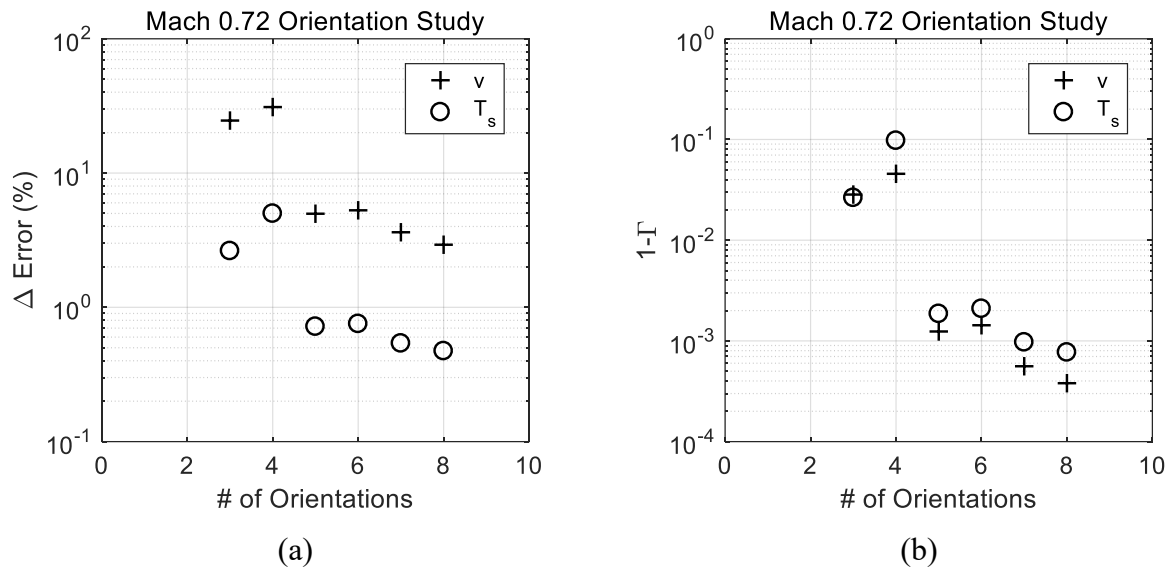 Mach 0.72 Orientation Study
10^2
10^1
10^0
10^-1
Δ Error (%)
v
T_s
0 2 4 6 8 10
# of Orientations
(a)
Mach 0.72 Orientation Study
10^0
10^-1
10^-2
10^-3
10^-4
1-Γ
v
T_s
0 2 4 6 8 10
# of Orientations
(b)